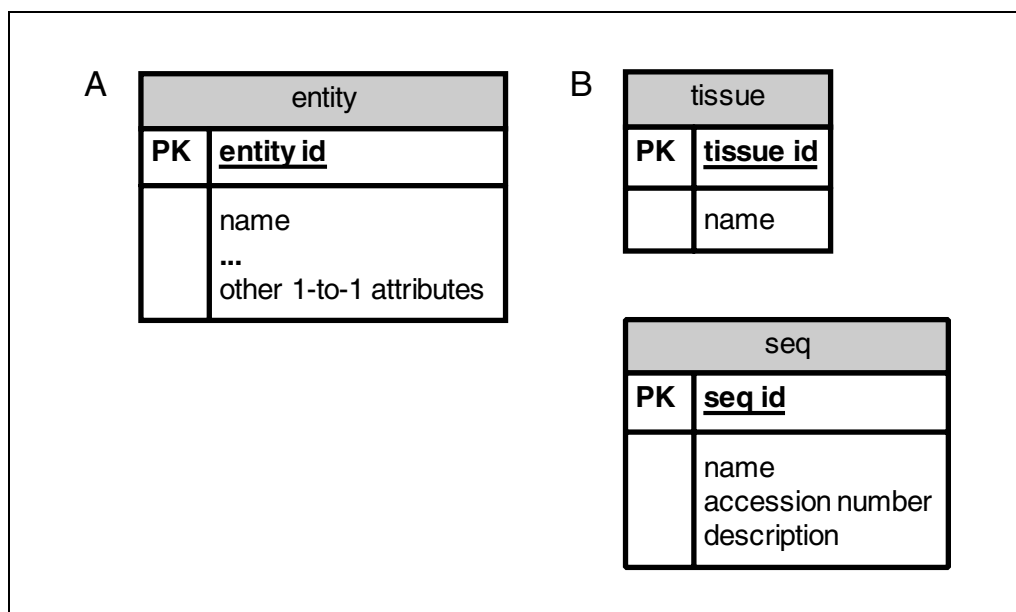 A
entity
PK entity id
name
...
other 1-to-1 attributes
B
tissue
PK tissue id
name
seq
PK seq id
name
accession number
description